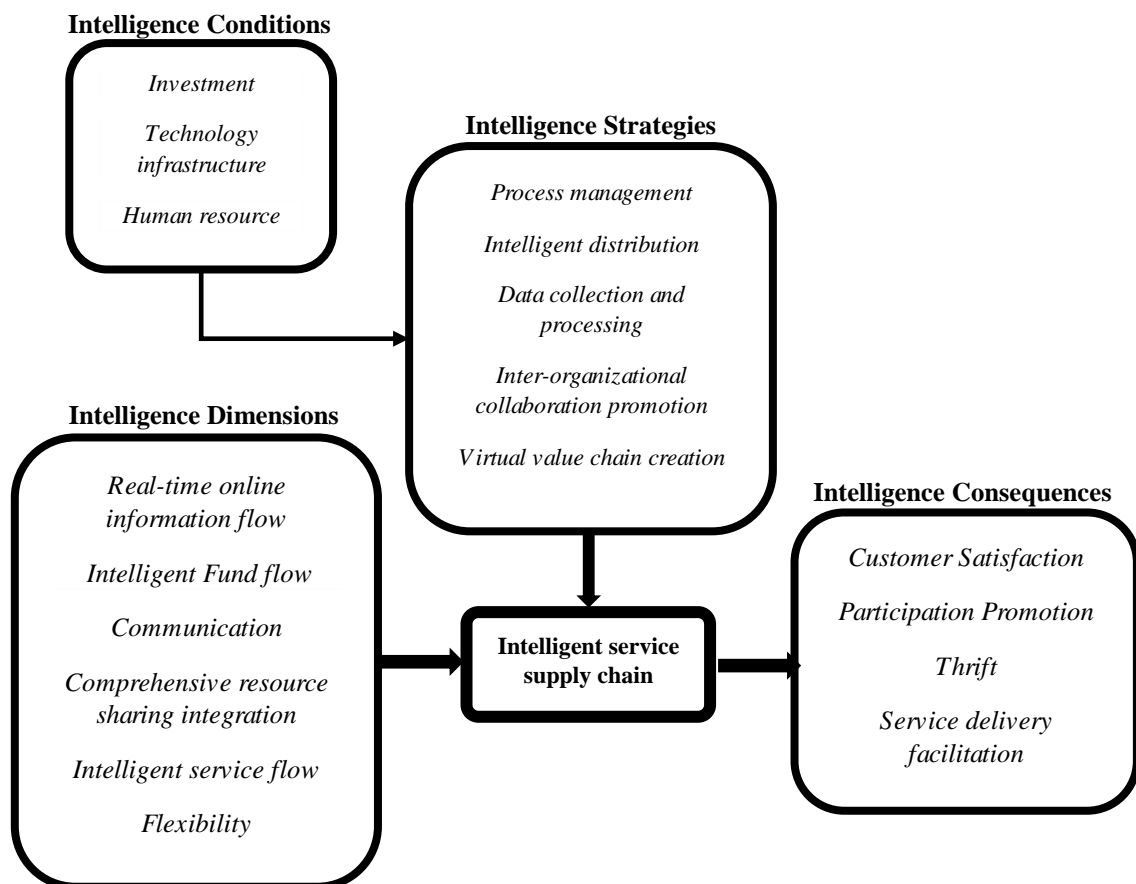 Intelligence Conditions
Investment
Technology
infrastructure
Human resource
Intelligence Strategies
Process management
Intelligent distribution
Data collection and
processing
Inter-organizational
collaboration promotion
Virtual value chain creation
Intelligence Dimensions
Real-time online
information flow
Intelligent Fund flow
Communication
Comprehensive resource
sharing integration
Intelligent service flow
Flexibility
Intelligent service
supply chain
Intelligence Consequences
Customer Satisfaction
Participation Promotion
Thrift
Service delivery
facilitation